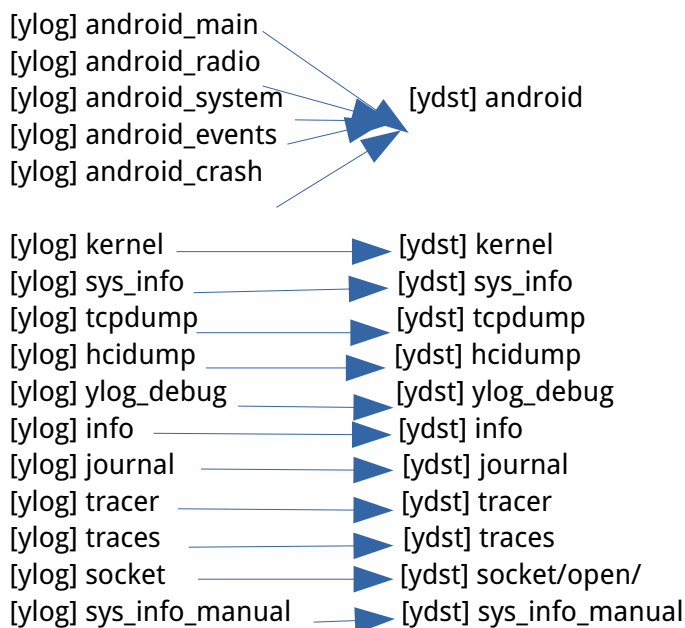 [ylog] android_main
[ylog] android_radio
[ylog] android_system [ydst] android
[ylog] android_events
[ylog] android_crash
[ylog] kernel [ydst] kernel
[ylog] sys_info [ydst] sys_info
[ylog] tcpdump [ydst] tcpdump
[ylog] hcidump [ydst] hcidump
[ylog] ylog_debug [ydst] ylog_debug
[ylog] info [ydst] info
[ylog] journal [ydst] journal
[ylog] tracer [ydst] tracer
[ylog] traces [ydst] traces
[ylog] socket [ydst] socket/open/
[ylog] sys_info_manual [ydst] sys_info_manual